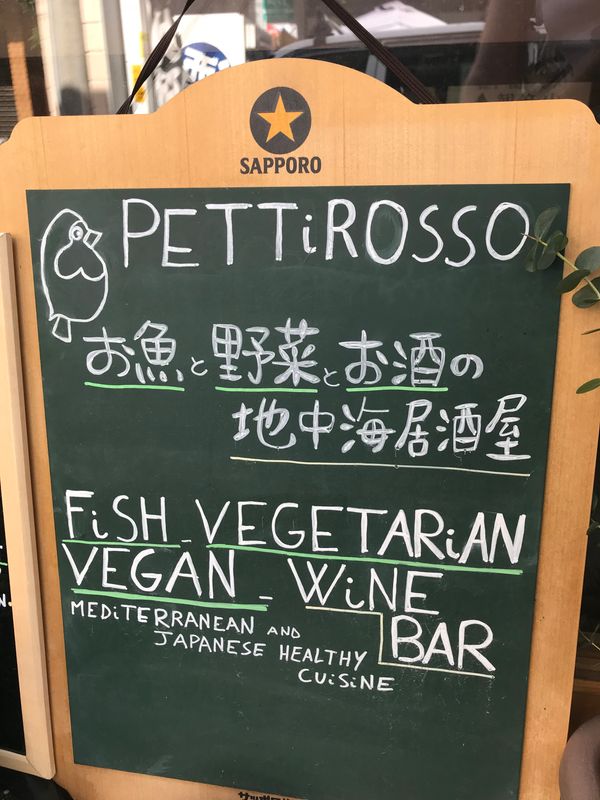 SAPPORO
PETTiROSSO
お魚と野菜とお酒の
地中海居酒屋
FiSH - VEGETARiAN
VEGAN - WiNE
BAR
MEDiTERRANEAN AND
JAPANESE HEALTHY
CUiSiNE